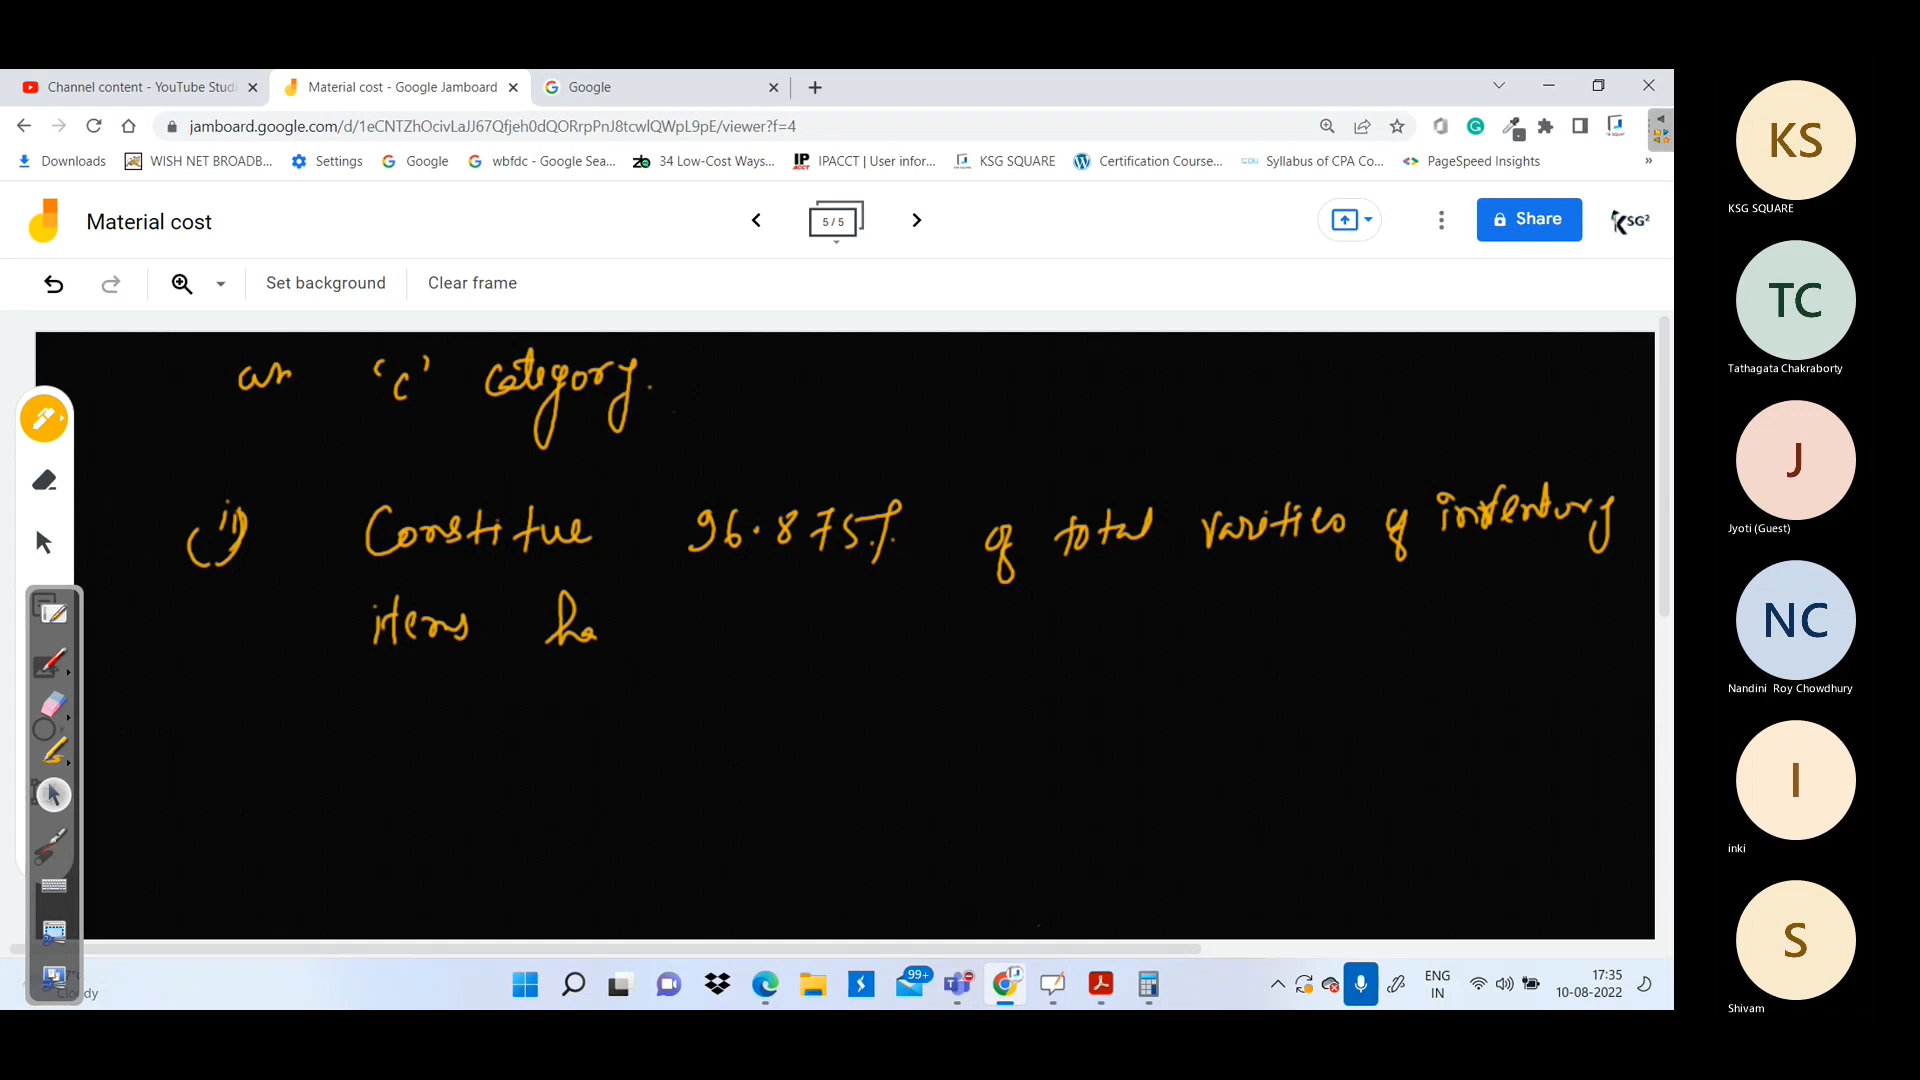 Channel content - YouTube Studi
Material cost - Google Jamboard
Google
jamboard.google.com/d/1eCNTZhOcivLaJJ67Qfjeh0dQORrpPnJ8tcwlQWpL9pE/viewer?f=4
Downloads
WISH NET BROADB...
Settings
Google
wbfdc - Google Sea...
34 Low-Cost Ways...
IPACCT | User infor...
KSG SQUARE
Certification Course...
Syllabus of CPA Co...
PageSpeed Insights
»
Material cost
5 / 5
Share
KSG²
Set background
Clear frame
as 'c' category.
(ii) Constitue 96.875% of total varities of inventory
items ha
Cloudy
99+
ENG
IN
17:35
10-08-2022
KS
KSG SQUARE
TC
Tathagata Chakraborty
J
Jyoti (Guest)
NC
Nandini Roy Chowdhury
I
inki
S
Shivam